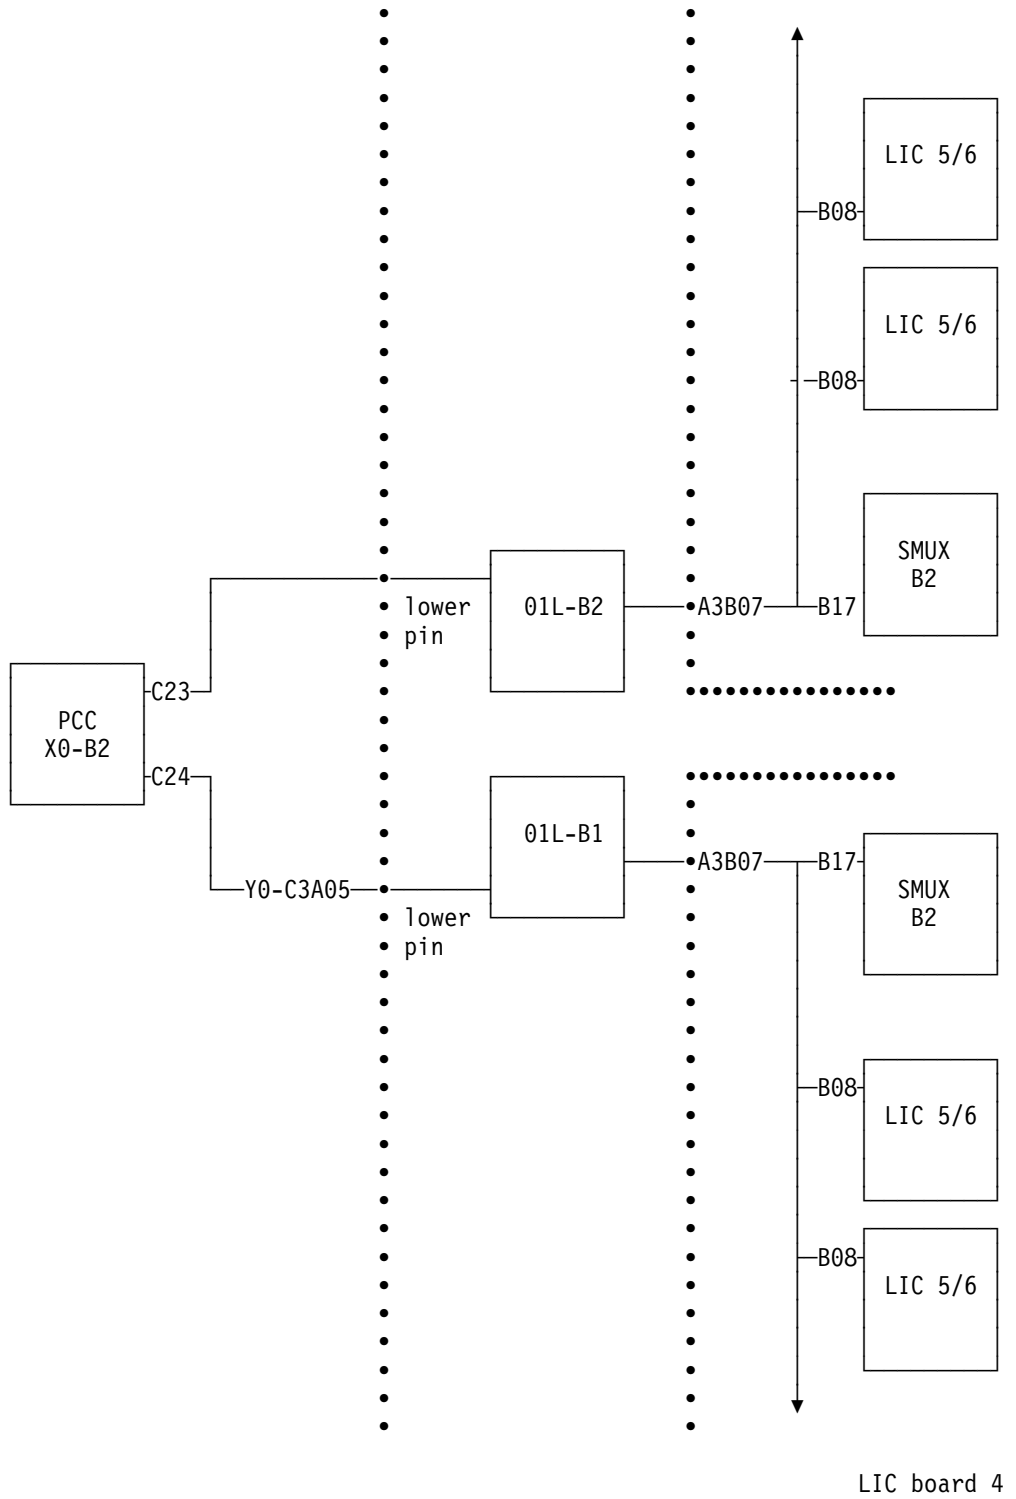 LIC 5/6
B08
LIC 5/6
B08
SMUX
B2
01L-B2
A3B07
B17
lower
pin
C23
PCC
X0-B2
C24
01L-B1
A3B07
B17
Y0-C3A05
SMUX
B2
lower
pin
B08
LIC 5/6
B08
LIC 5/6
LIC board 4